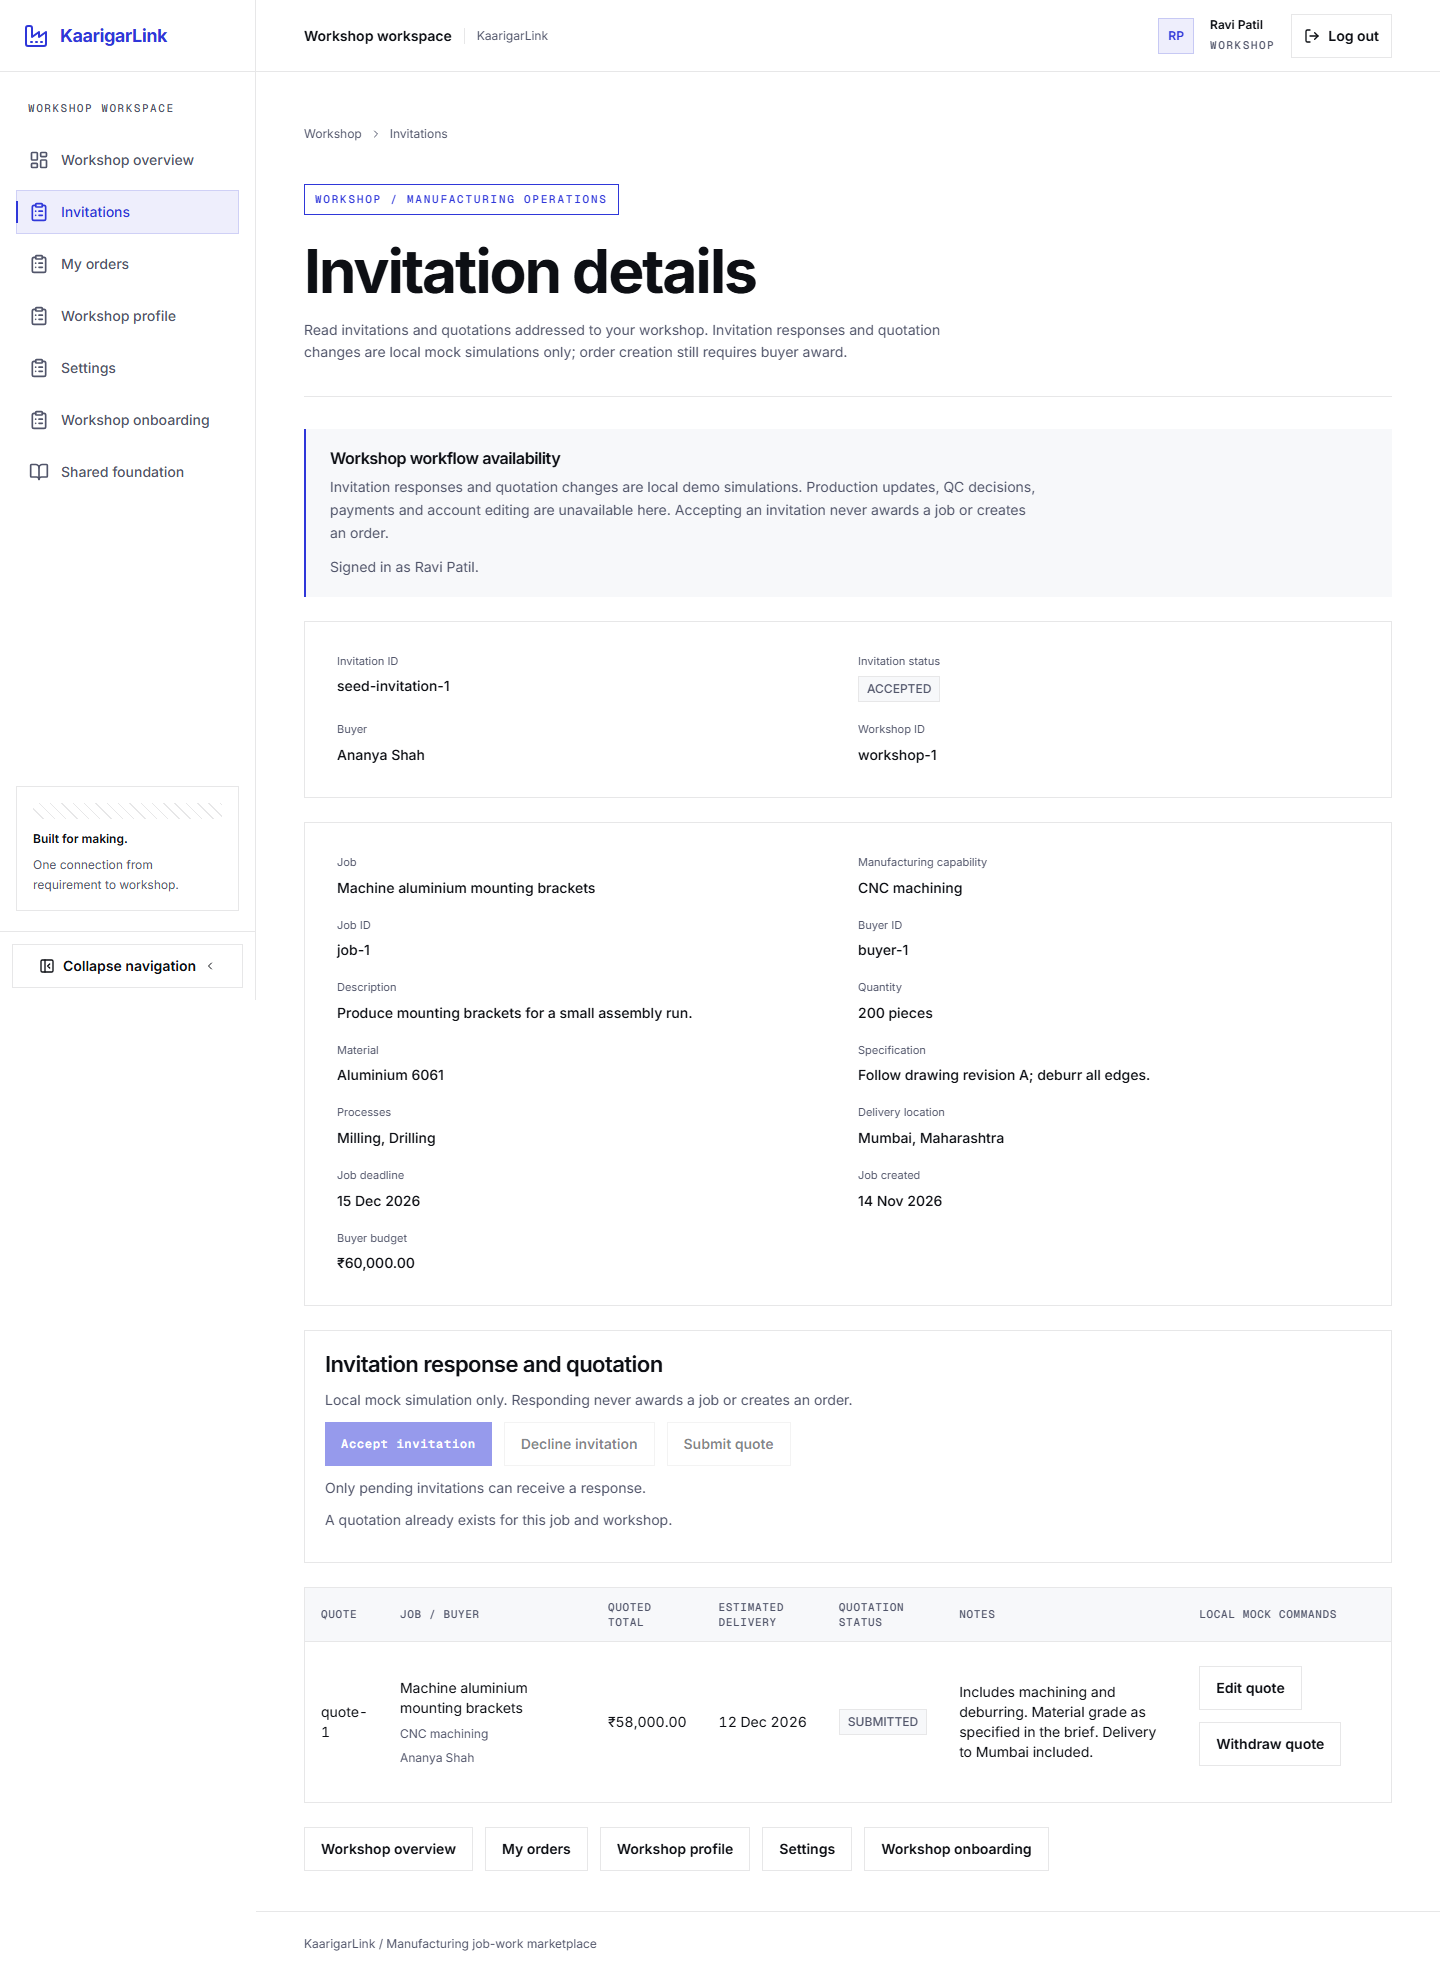 KaarigarLink
Workshop workspace
KaarigarLink
RP
Ravi Patil
WORKSHOP
Log out
WORKSHOP WORKSPACE
Workshop overview
Invitations
My orders
Workshop profile
Settings
Workshop onboarding
Shared foundation
Built for making.
One connection from
requirement to workshop.
Collapse navigation
Workshop
Invitations
WORKSHOP / MANUFACTURING OPERATIONS
Invitation details
Read invitations and quotations addressed to your workshop. Invitation responses and quotation
changes are local mock simulations only; order creation still requires buyer award.
Workshop workflow availability
Invitation responses and quotation changes are local demo simulations. Production updates, QC decisions,
payments and account editing are unavailable here. Accepting an invitation never awards a job or creates
an order.
Signed in as Ravi Patil.
Invitation ID
seed-invitation-1
Invitation status
ACCEPTED
Buyer
Ananya Shah
Workshop ID
workshop-1
Job
Machine aluminium mounting brackets
Manufacturing capability
CNC machining
Job ID
job-1
Buyer ID
buyer-1
Description
Produce mounting brackets for a small assembly run.
Quantity
200 pieces
Material
Aluminium 6061
Specification
Follow drawing revision A; deburr all edges.
Processes
Milling, Drilling
Delivery location
Mumbai, Maharashtra
Job deadline
15 Dec 2026
Job created
14 Nov 2026
Buyer budget
₹60,000.00
Invitation response and quotation
Local mock simulation only. Responding never awards a job or creates an order.
Accept invitation
Decline invitation
Submit quote
Only pending invitations can receive a response.
A quotation already exists for this job and workshop.
QUOTE
JOB / BUYER
QUOTED
TOTAL
ESTIMATED
DELIVERY
QUOTATION
STATUS
NOTES
LOCAL MOCK COMMANDS
quote-
1
Machine aluminium
mounting brackets
CNC machining
Ananya Shah
₹58,000.00
12 Dec 2026
SUBMITTED
Includes machining and
deburring. Material grade as
specified in the brief. Delivery
to Mumbai included.
Edit quote
Withdraw quote
Workshop overview
My orders
Workshop profile
Settings
Workshop onboarding
KaarigarLink / Manufacturing job-work marketplace